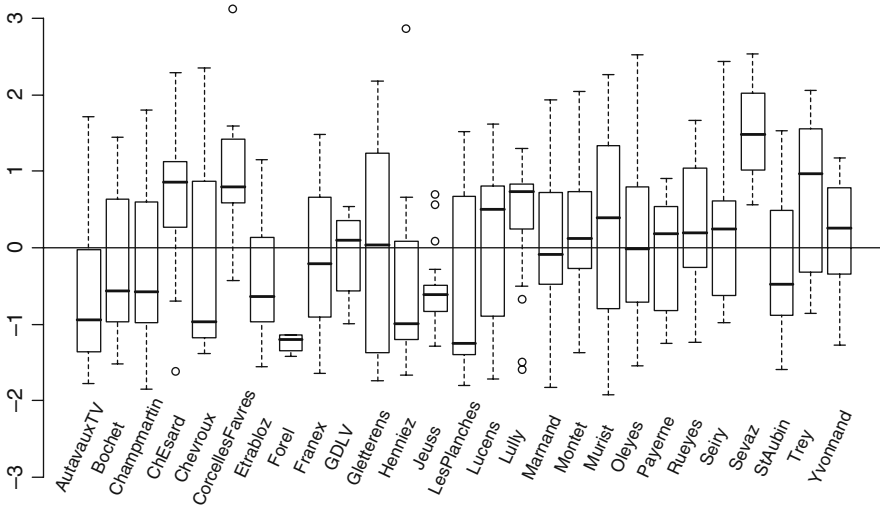 3
2
1
0
−1
−2
−3
AutavauxTV
Bochet
Champmartin
ChEsard
Chevroux
CorcellesFavres
Etrabloz
Forel
Franex
GDLV
Gletterens
Henniez
Jeuss
LesPlanches
Lucens
Lully
Marnand
Montet
Murist
Oleyes
Payerne
Rueyes
Seiry
Sevaz
StAubin
Trey
Yvonnand